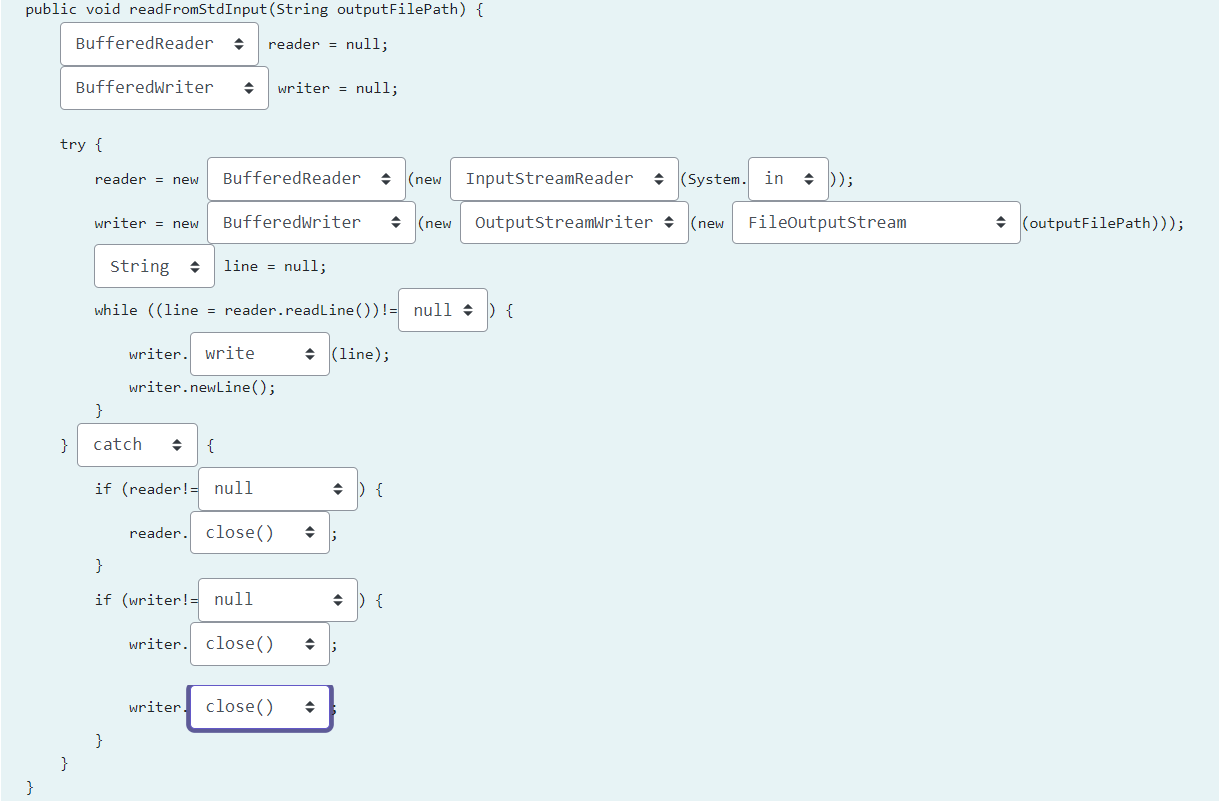 public void readFromStdInput(String outputFilePath) {
BufferedReader reader = null;
BufferedWriter writer = null;
try {
reader = new BufferedReader (new InputStreamReader (System. in ));
writer = new BufferedWriter (new OutputStreamWriter (new FileOutputStream (outputFilePath)));
String line = null;
while ((line = reader.readLine())!= null ) {
writer. write (line);
writer.newLine();
}
} catch {
if (reader!= null ) {
reader. close() ;
}
if (writer!= null ) {
writer. close() ;
writer. close() ;
}
}
}